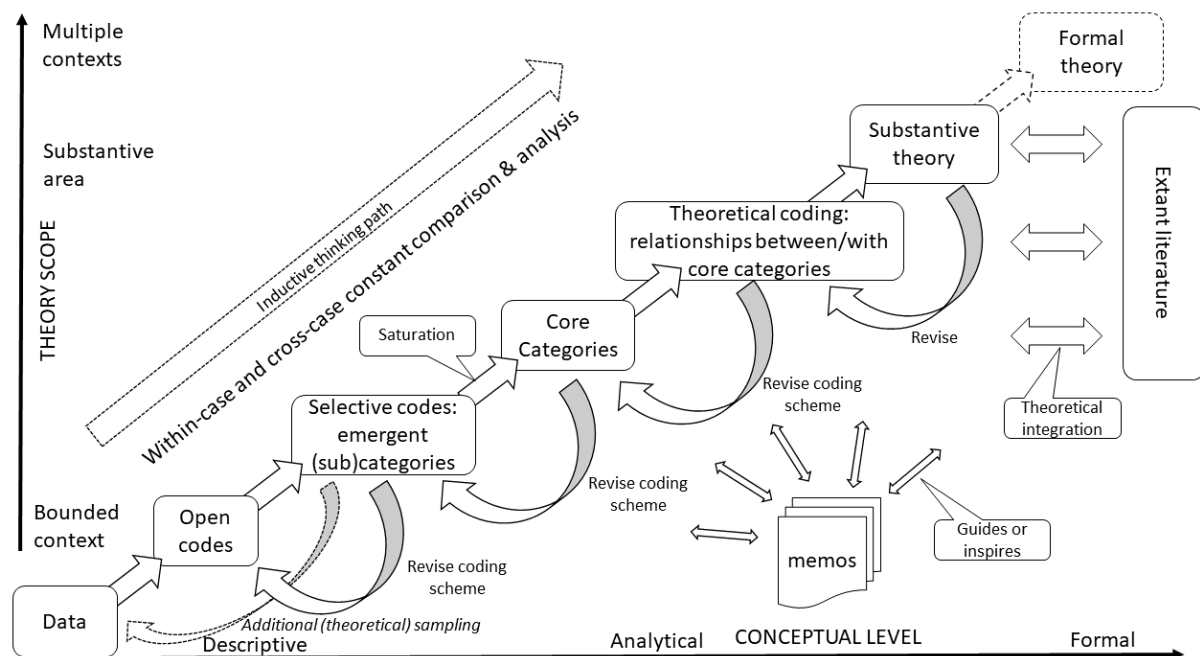 Multiple
contexts
Formal
theory
Substantive
area
Substantive
theory
Extant literature
THEORY SCOPE
Inductive thinking path
Within-case and cross-case constant comparison & analysis
Theoretical coding:
relationships between/with
core categories
Saturation
Core
Categories
Revise
Revise coding
scheme
Selective codes:
emergent
(sub)categories
Theoretical
integration
Revise coding
scheme
Bounded
context
Open
codes
Guides or
inspires
memos
Revise coding
scheme
Data
Additional (theoretical) sampling
Descriptive
Analytical
CONCEPTUAL LEVEL
Formal